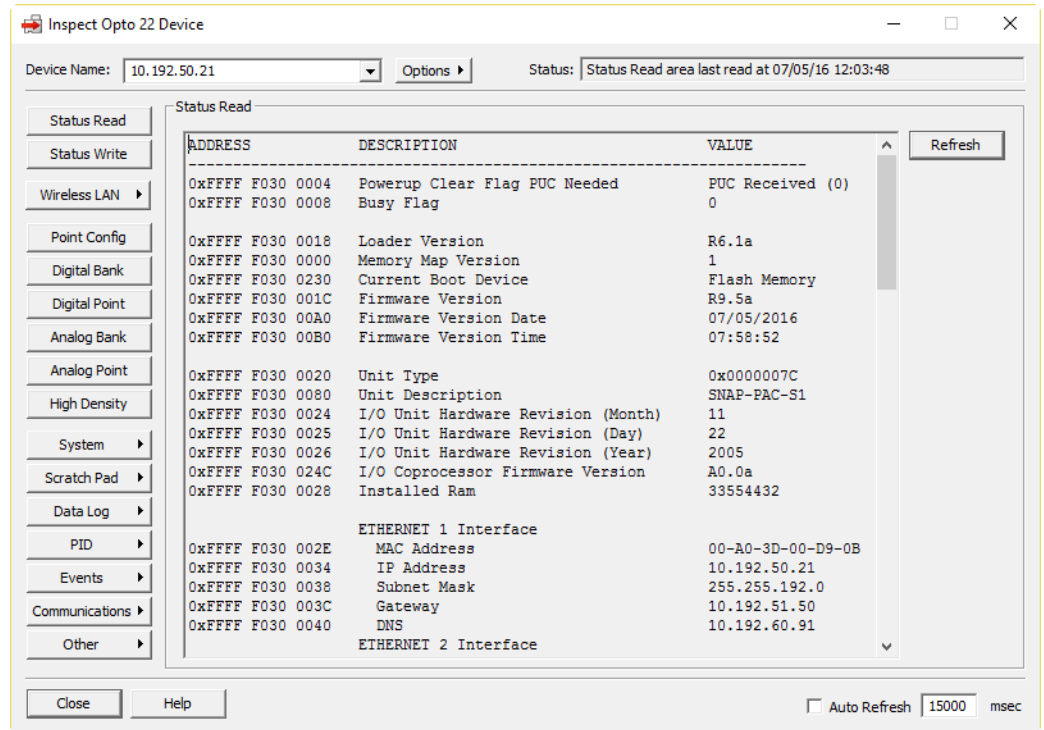 Inspect Opto 22 Device
Device Name: 10.192.50.21 Options Status: Status Read area last read at 07/05/16 12:03:48
Status Read
Status Write
Wireless LAN
Point Config
Digital Bank
Digital Point
Analog Bank
Analog Point
High Density
System
Scratch Pad
Data Log
PID
Events
Communications
Other
Status Read
ADDRESS DESCRIPTION VALUE
--------------------------------------------------------------------------
0xFFFF F030 0004 Powerup Clear Flag PUC Needed PUC Received (0)
0xFFFF F030 0008 Busy Flag 0
0xFFFF F030 0018 Loader Version R6.1a
0xFFFF F030 0000 Memory Map Version 1
0xFFFF F030 0230 Current Boot Device Flash Memory
0xFFFF F030 001C Firmware Version R9.5a
0xFFFF F030 00A0 Firmware Version Date 07/05/2016
0xFFFF F030 00B0 Firmware Version Time 07:58:52
0xFFFF F030 0020 Unit Type 0x0000007C
0xFFFF F030 0080 Unit Description SNAP-PAC-S1
0xFFFF F030 0024 I/O Unit Hardware Revision (Month) 11
0xFFFF F030 0025 I/O Unit Hardware Revision (Day) 22
0xFFFF F030 0026 I/O Unit Hardware Revision (Year) 2005
0xFFFF F030 024C I/O Coprocessor Firmware Version A0.0a
0xFFFF F030 0028 Installed Ram 33554432
ETHERNET 1 Interface
0xFFFF F030 002E MAC Address 00-A0-3D-00-D9-0B
0xFFFF F030 0034 IP Address 10.192.50.21
0xFFFF F030 0038 Subnet Mask 255.255.192.0
0xFFFF F030 003C Gateway 10.192.51.50
0xFFFF F030 0040 DNS 10.192.60.91
ETHERNET 2 Interface
Refresh
Close Help Auto Refresh 15000 msec